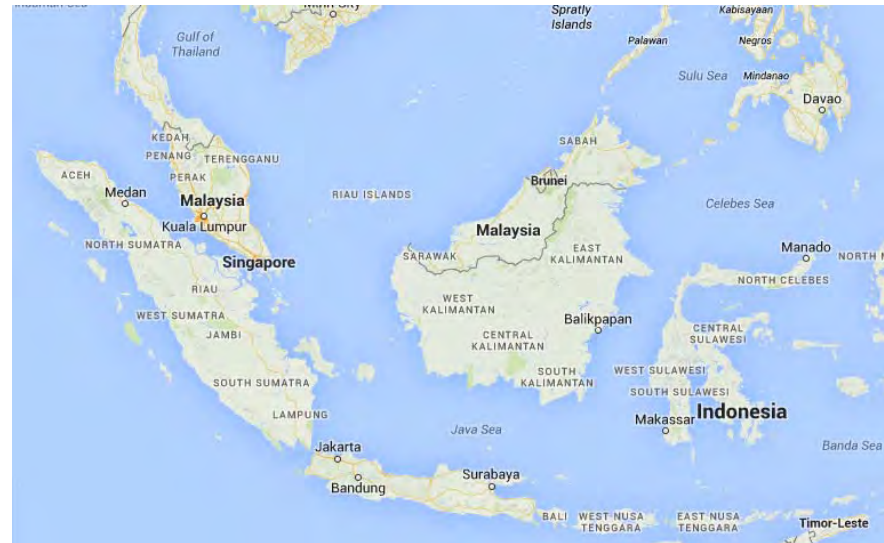 Spratly
Islands
Kabisayaan
Gulf of
Thailand
Palawan
Negros
Sulu Sea
Mindanao
Davao
KEDAH
PENANG
TERENGGANU
PERAK
ACEH
Medan
Malaysia
Kuala Lumpur
RIAU ISLANDS
SABAH
Brunei
Malaysia
Celebes Sea
NORTH SUMATRA
Singapore
SARAWAK
EAST
KALIMANTAN
Manado
NORTH
NORTH CELEBES
RIAU
WEST SUMATRA
JAMBI
WEST
KALIMANTAN
Balikpapan
CENTRAL
KALIMANTAN
CENTRAL
SULAWESI
SOUTH SUMATRA
SOUTH
KALIMANTAN
WEST SULAWESI
SOUTH SULAWESI
LAMPUNG
Makassar
Indonesia
Java Sea
Banda Sea
Jakarta
Bandung
Surabaya
BALI
WEST NUSA
TENGGARA
EAST NUSA
TENGGARA
Timor-Leste